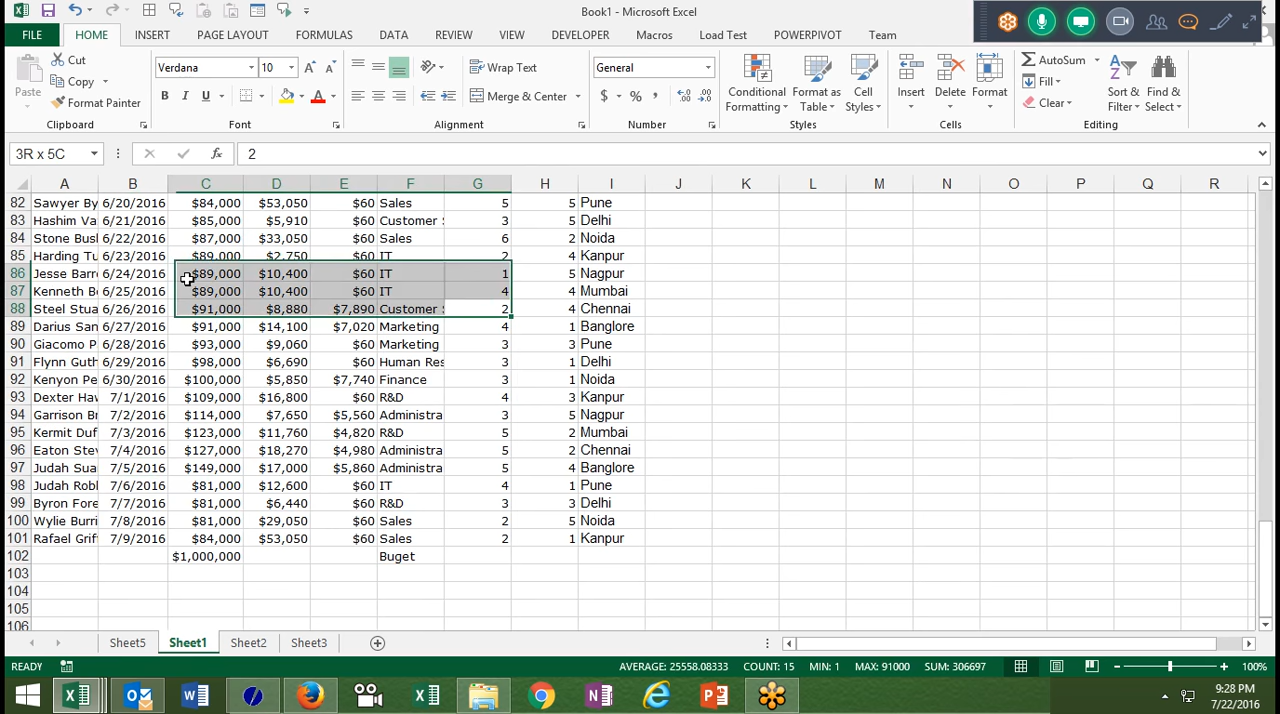 Book1 - Microsoft Excel
FILE HOME INSERT PAGE LAYOUT FORMULAS DATA REVIEW VIEW Macros Load Test POWERPIVOT Team
Cut
Copy
Format Painter
Paste
Verdana 10
B I U
Wrap Text
Merge & Center
General
$ % ,
Conditional Formatting
Format as Table
Cell Styles
Insert Delete Format
AutoSum
Fill
Clear
Sort & Filter
Find & Select
Clipboard Font Alignment Number Styles Cells Editing
3R x 5C fx 2
A B C D E F G H I J K L M N O P Q R
82 Sawyer By 6/20/2016 $84,000 $53,050 $60 Sales 5 5 Pune
83 Hashim Va 6/21/2016 $85,000 $5,910 $60 Customer 3 5 Delhi
84 Stone Bus 6/22/2016 $87,000 $33,050 $60 Sales 6 2 Noida
85 Harding Tu 6/23/2016 $89,000 $2,750 $60 IT 2 4 Kanpur
86 Jesse Barr 6/24/2016 $89,000 $10,400 $60 IT 1 5 Nagpur
87 Kenneth B 6/25/2016 $89,000 $10,400 $60 IT 4 4 Mumbai
88 Steel Stua 6/26/2016 $91,000 $8,880 $7,890 Customer 2 4 Chennai
89 Darius San 6/27/2016 $91,000 $14,100 $7,020 Marketing 4 1 Banglore
90 Giacomo P 6/28/2016 $93,000 $9,060 $60 Marketing 3 3 Pune
91 Flynn Guth 6/29/2016 $98,000 $6,690 $60 Human Res 3 1 Delhi
92 Kenyon Pe 6/30/2016 $100,000 $5,850 $7,740 Finance 3 1 Noida
93 Dexter Haw 7/1/2016 $109,000 $16,800 $60 R&D 4 3 Kanpur
94 Garrison Br 7/2/2016 $114,000 $7,650 $5,560 Administra 3 5 Nagpur
95 Kermit Duf 7/3/2016 $123,000 $11,760 $4,820 R&D 5 2 Mumbai
96 Eaton Stev 7/4/2016 $127,000 $18,270 $4,980 Administra 5 2 Chennai
97 Judah Sua 7/5/2016 $149,000 $17,000 $5,860 Administra 5 4 Banglore
98 Judah Robl 7/6/2016 $81,000 $12,600 $60 IT 4 1 Pune
99 Byron Fore 7/7/2016 $81,000 $6,440 $60 R&D 3 3 Delhi
100 Wylie Burri 7/8/2016 $81,000 $29,050 $60 Sales 2 5 Noida
101 Rafael Grif 7/9/2016 $84,000 $53,050 $60 Sales 2 1 Kanpur
102 $1,000,000 Buget
103
104
105
106
Sheet5 Sheet1 Sheet2 Sheet3
READY AVERAGE: 25558.08333 COUNT: 15 MIN: 1 MAX: 91000 SUM: 306697 100%
9:28 PM
7/22/2016